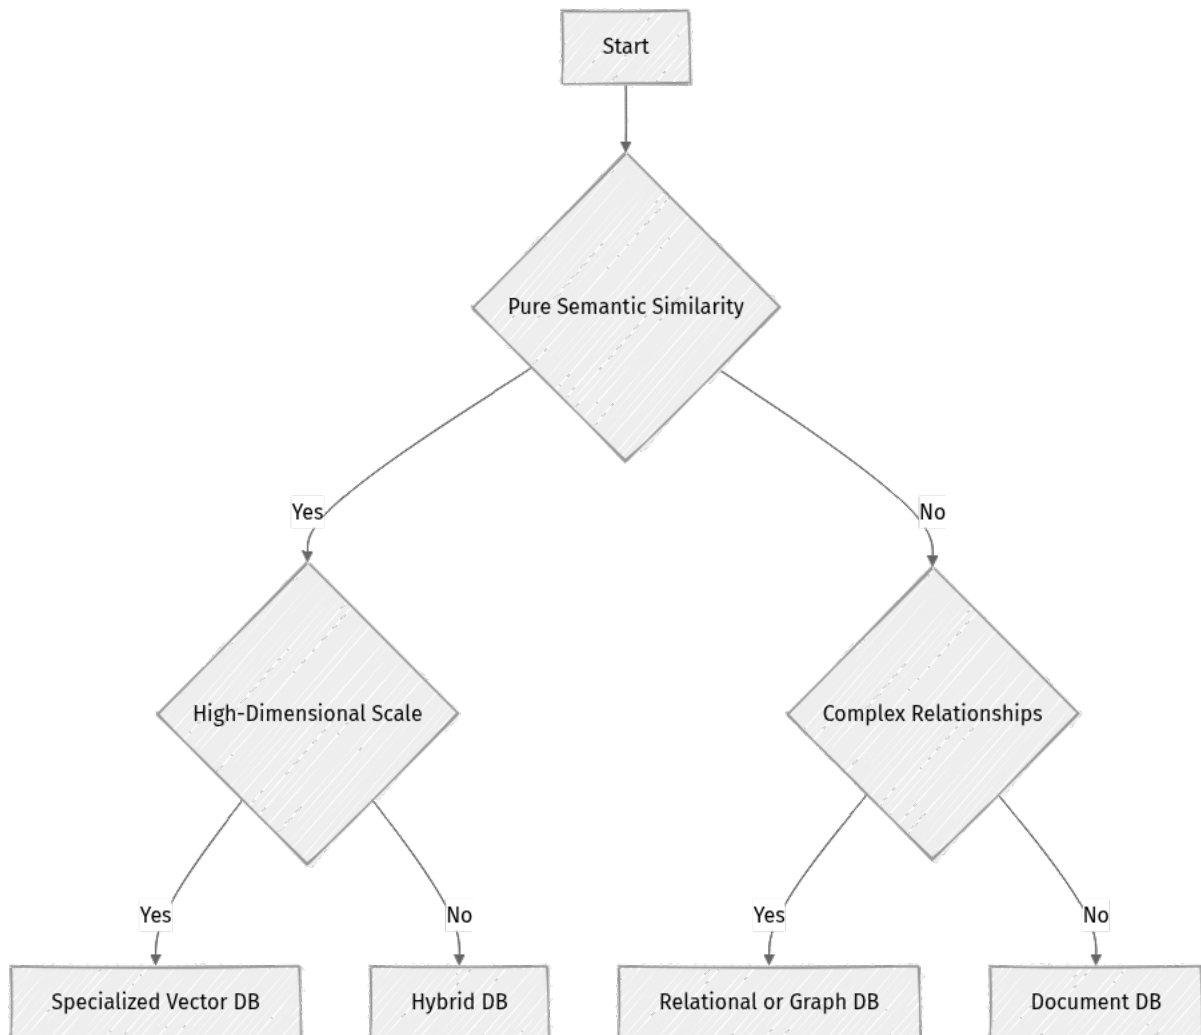 Start
Pure Semantic Similarity
Yes
No
High-Dimensional Scale
Complex Relationships
Yes
No
Yes
No
Specialized Vector DB
Hybrid DB
Relational or Graph DB
Document DB